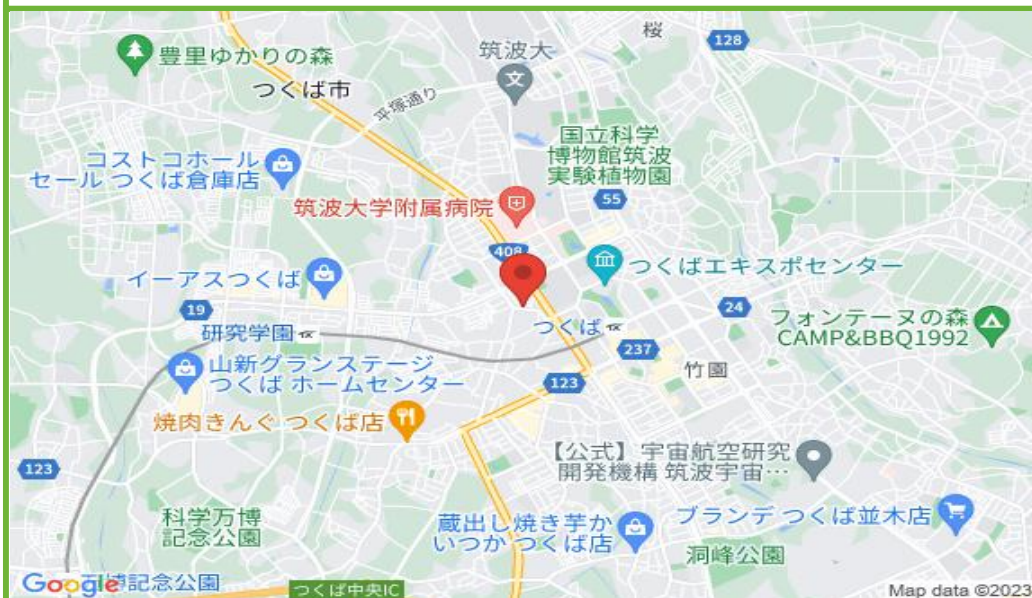 桜
128
豊里ゆかりの森
筑波大
つくば市
平塚通り
国立科学
博物館筑波
実験植物園
コストコホール
セール つくば倉庫店
55
筑波大学附属病院
408
つくばエキスポセンター
イーアスつくば
19
24
フォンテーヌの森
CAMP&BBQ1992
研究学園
つくば
237
山新グランステージ
つくば ホームセンター
竹園
123
焼肉きんぐ つくば店
【公式】宇宙航空研究
開発機構 筑波宇宙…
123
科学万博
記念公園
蔵出し焼き芋か
いつか つくば店
ブランデ つくば並木店
洞峰公園
Google
博記念公園
つくば中央IC
Map data ©2023